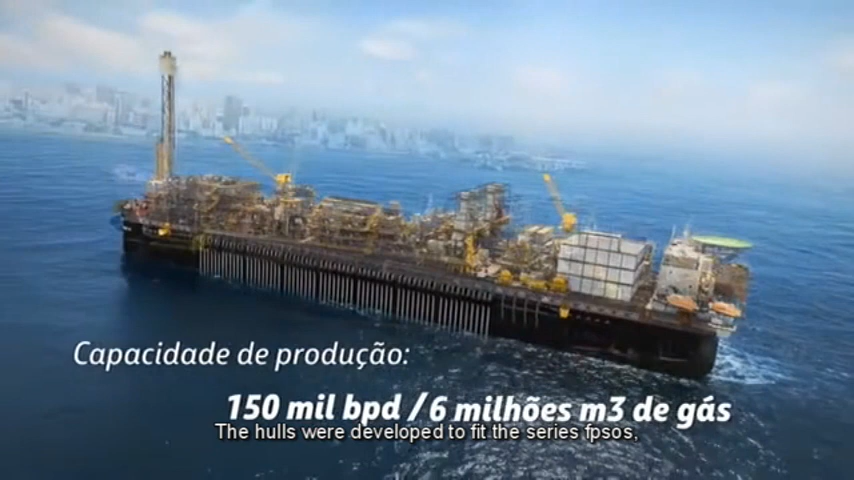 Capacidade de produção:
150 mil bpd / 6 milhões m3 de gás
The hulls were developed to fit the series fpsos,